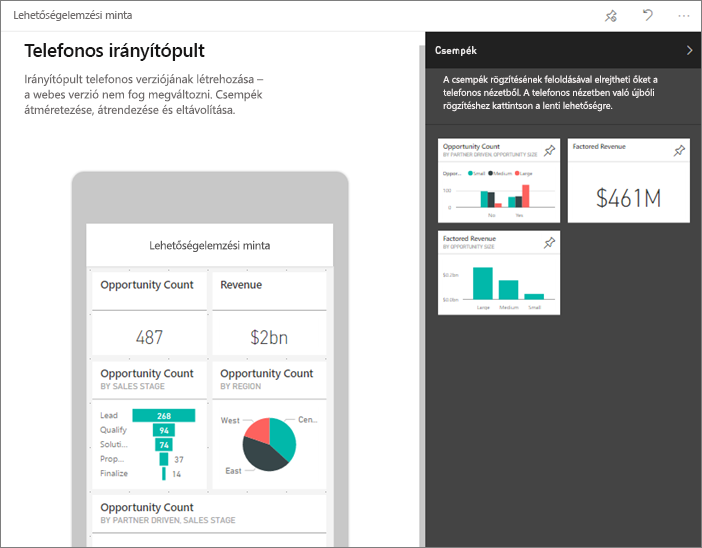 Lehetőségelemzési minta
Telefonos irányítópult
Irányítópult telefonos verziójának létrehozása –
a webes verzió nem fog megváltozni. Csempék
átméretezése, átrendezése és eltávolítása.
Lehetőségelemzési minta
Opportunity Count
487
Revenue
$2bn
Opportunity Count
BY SALES STAGE
Lead
268
Qualify
94
Soluti...
74
Prop...
37
Finalize
14
Opportunity Count
BY REGION
West
Cen...
East
Opportunity Count
BY PARTNER DRIVEN, SALES STAGE
Csempék
A csempék rögzítésének feloldásával elrejtheti őket a
telefonos nézetből. A telefonos nézetben való újbóli
rögzítéshez kattintson a lenti lehetőségre.
Opportunity Count
BY PARTNER DRIVEN, OPPORTUNITY SIZE
Oppor... Small Medium Large
100
0
No Yes
Factored Revenue
$461M
Factored Revenue
BY OPPORTUNITY SIZE
$0.2bn
$0.0bn
Large Medium Small